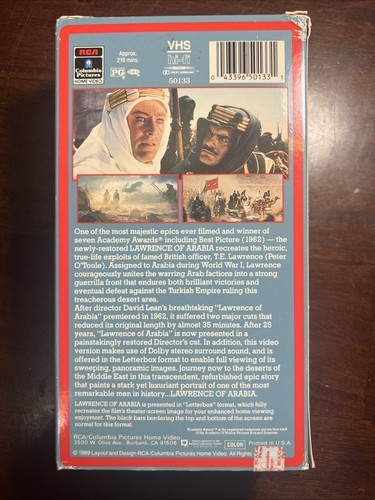 RCA
Columbia
Pictures
HOME VIDEO
Approx.
216 mins.
PG
VHS
hi-fi
DOLBY SURROUND
50133
0 43396 50133 1
One of the most majestic epics ever filmed and winner of
seven Academy Awards® including Best Picture (1962) — the
newly-restored LAWRENCE OF ARABIA recreates the heroic,
true-life exploits of famed British officer, T.E. Lawrence (Peter
O'Toole). Assigned to Arabia during World War I, Lawrence
courageously unites the warring Arab factions into a strong
guerrilla front that endures both brilliant victories and
eventual defeat against the Turkish Empire ruling this
treacherous desert area.
After director David Lean's breathtaking "Lawrence of
Arabia" premiered in 1962, it suffered two major cuts that
reduced its original length by almost 35 minutes. After 25
years, "Lawrence of Arabia" is now presented in a
painstakingly restored Director's cut. In addition, this video
version makes use of Dolby stereo surround sound, and is
offered in the Letterbox format to enable full viewing of its
sweeping, panoramic images. Journey now to the deserts of
the Middle East in this transcendent, refurbished epic story
that paints a stark yet luxuriant portrait of one of the most
remarkable men in history...LAWRENCE OF ARABIA.
LAWRENCE OF ARABIA is presented in "Letterbox" format, which fully
recreates the film's theater-screen image for your enhanced home viewing
enjoyment. The black bars bordering the top and bottom of the screen are
normal for this format.
RCA/Columbia Pictures Home Video
3500 W. Olive Ave., Burbank, CA 91505
COLOR
Printed in U.S.A.
© 1989 Layout and Design RCA/Columbia Pictures Home Video. All Rights